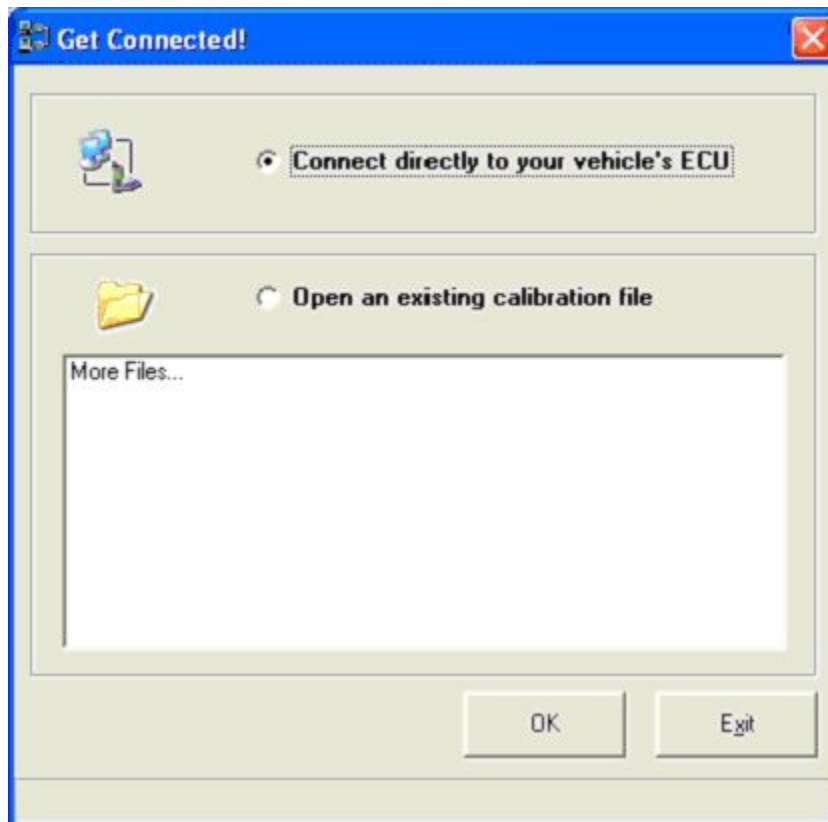 Get Connected!
Connect directly to your vehicle's ECU
Open an existing calibration file
More Files...
OK
Exit